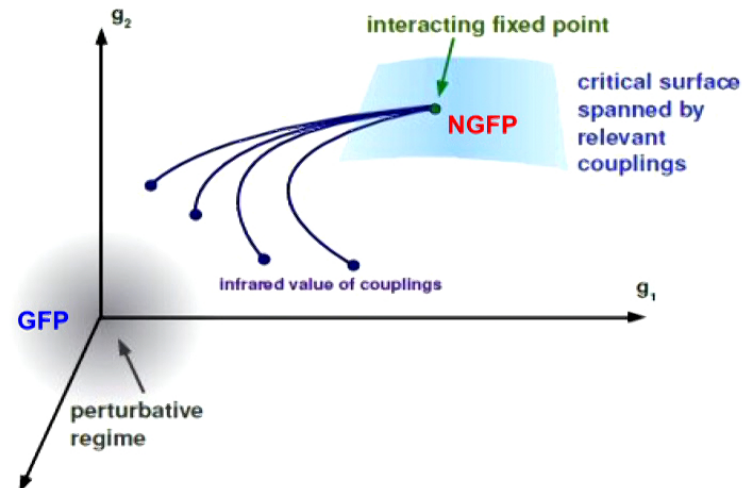 g₂
interacting fixed point
critical surface
spanned by
relevant
couplings
NGFP
infrared value of couplings
g₁
GFP
perturbative
regime